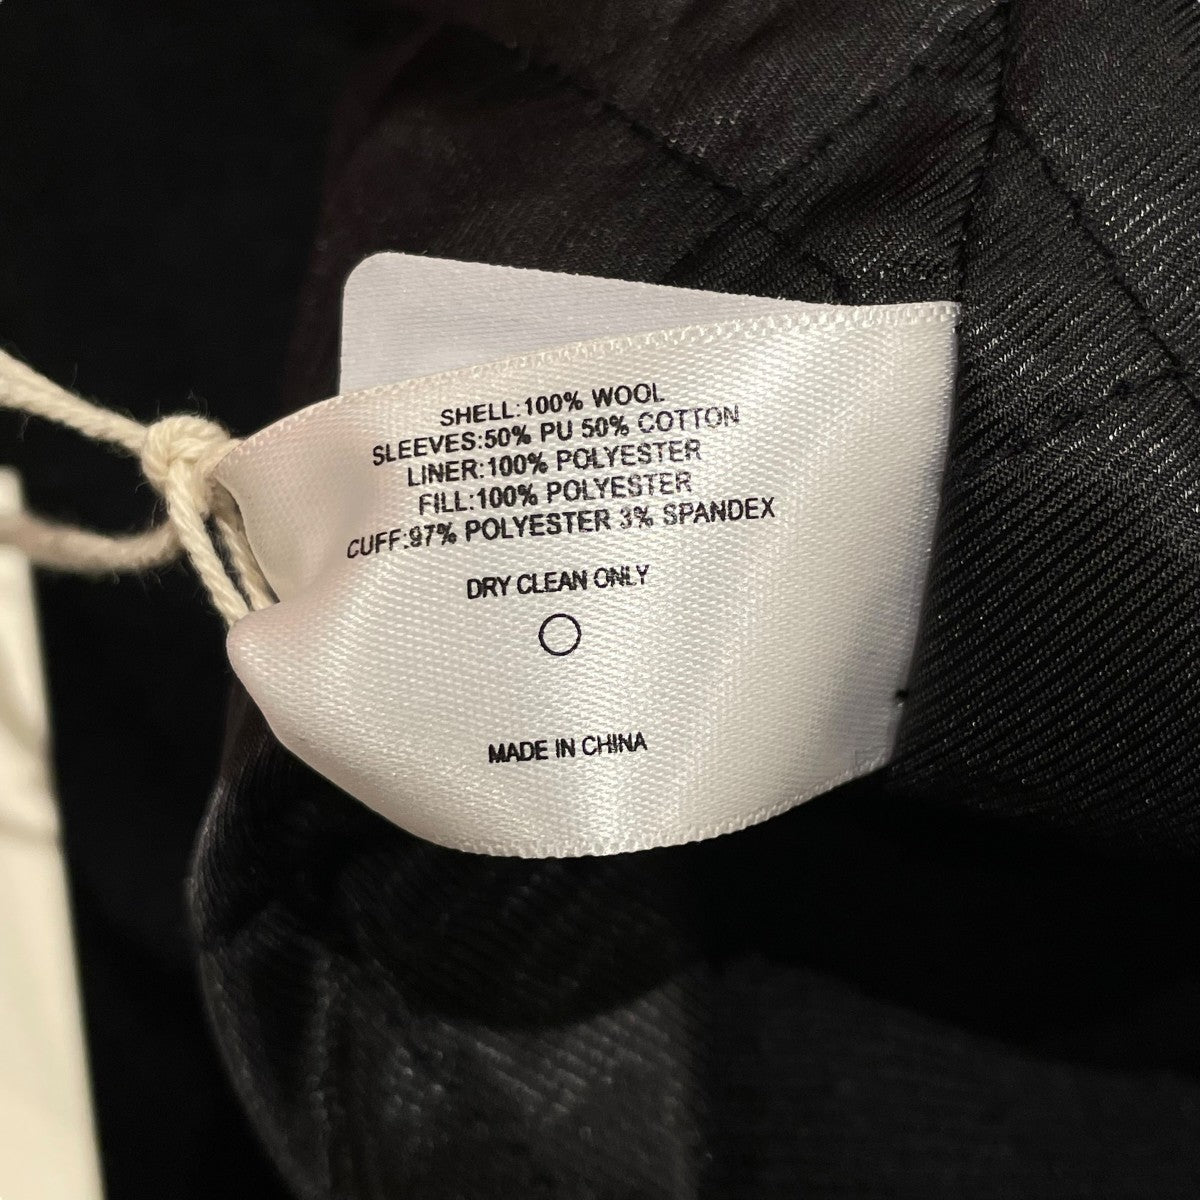 SHELL:100% WOOL
SLEEVES:50% PU 50% COTTON
LINER:100% POLYESTER
FILL:100% POLYESTER
CUFF:97% POLYESTER 3% SPANDEX
DRY CLEAN ONLY
MADE IN CHINA